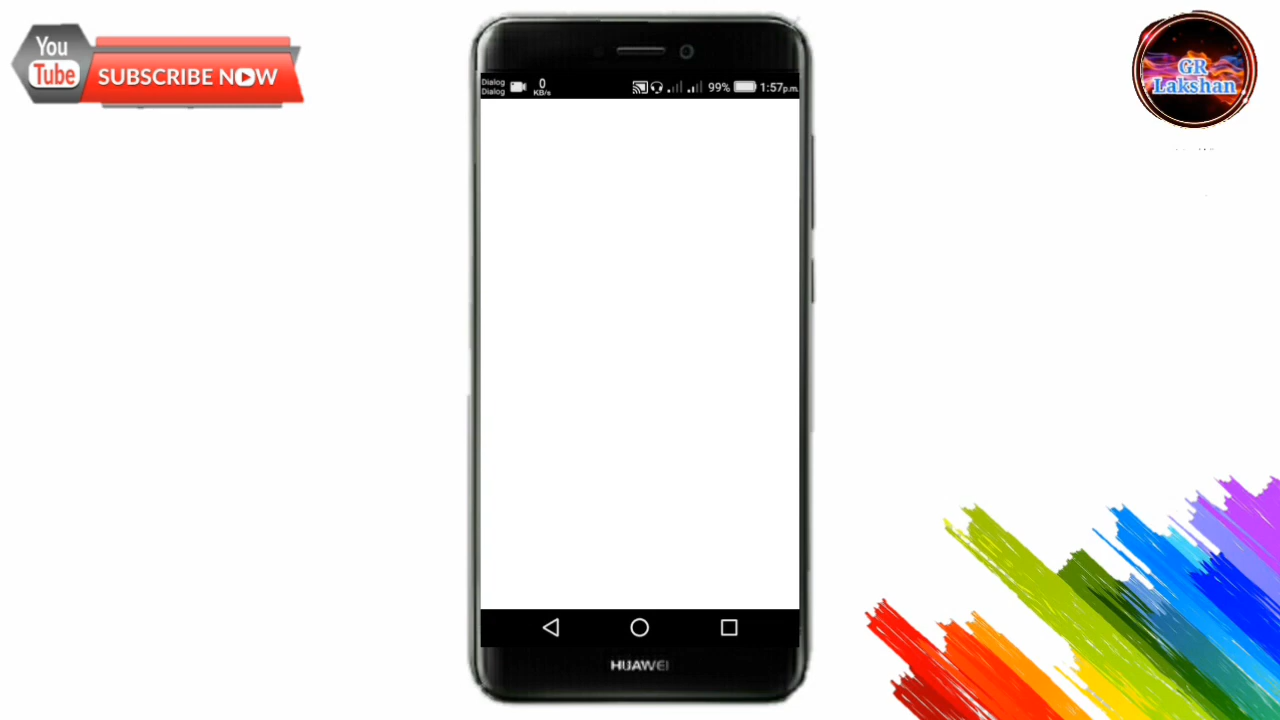 You
Tube
SUBSCRIBE NOW
GR
Lakshan
Dialog
Dialog
0
KB/s
99%
1:57p.m.
HUAWEI